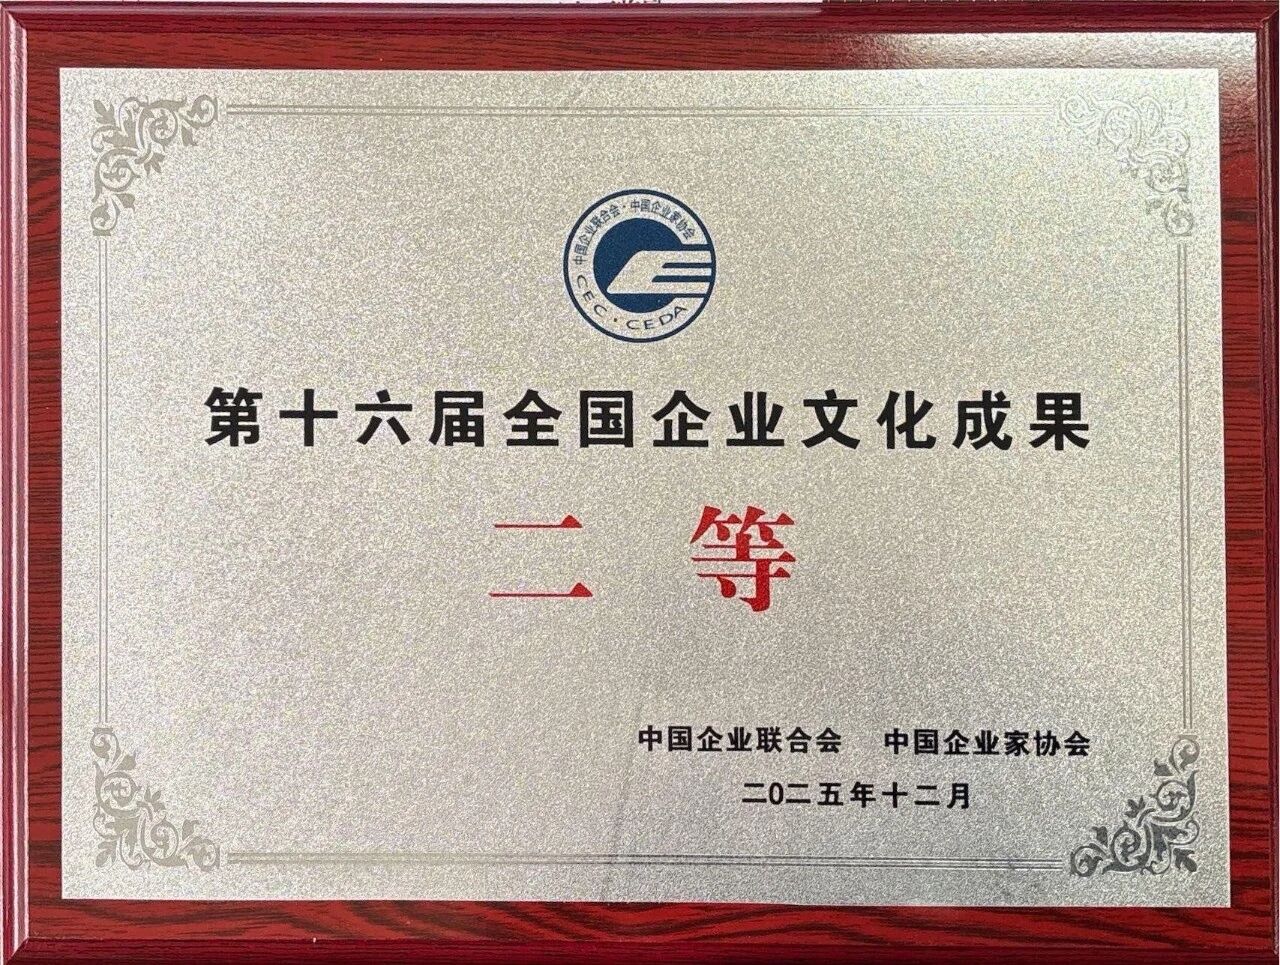 中国企业联合会·中国企业家协会
CEC·CEDA
第十六届全国企业文化成果
二等
中国企业联合会 中国企业家协会
二0二五年十二月